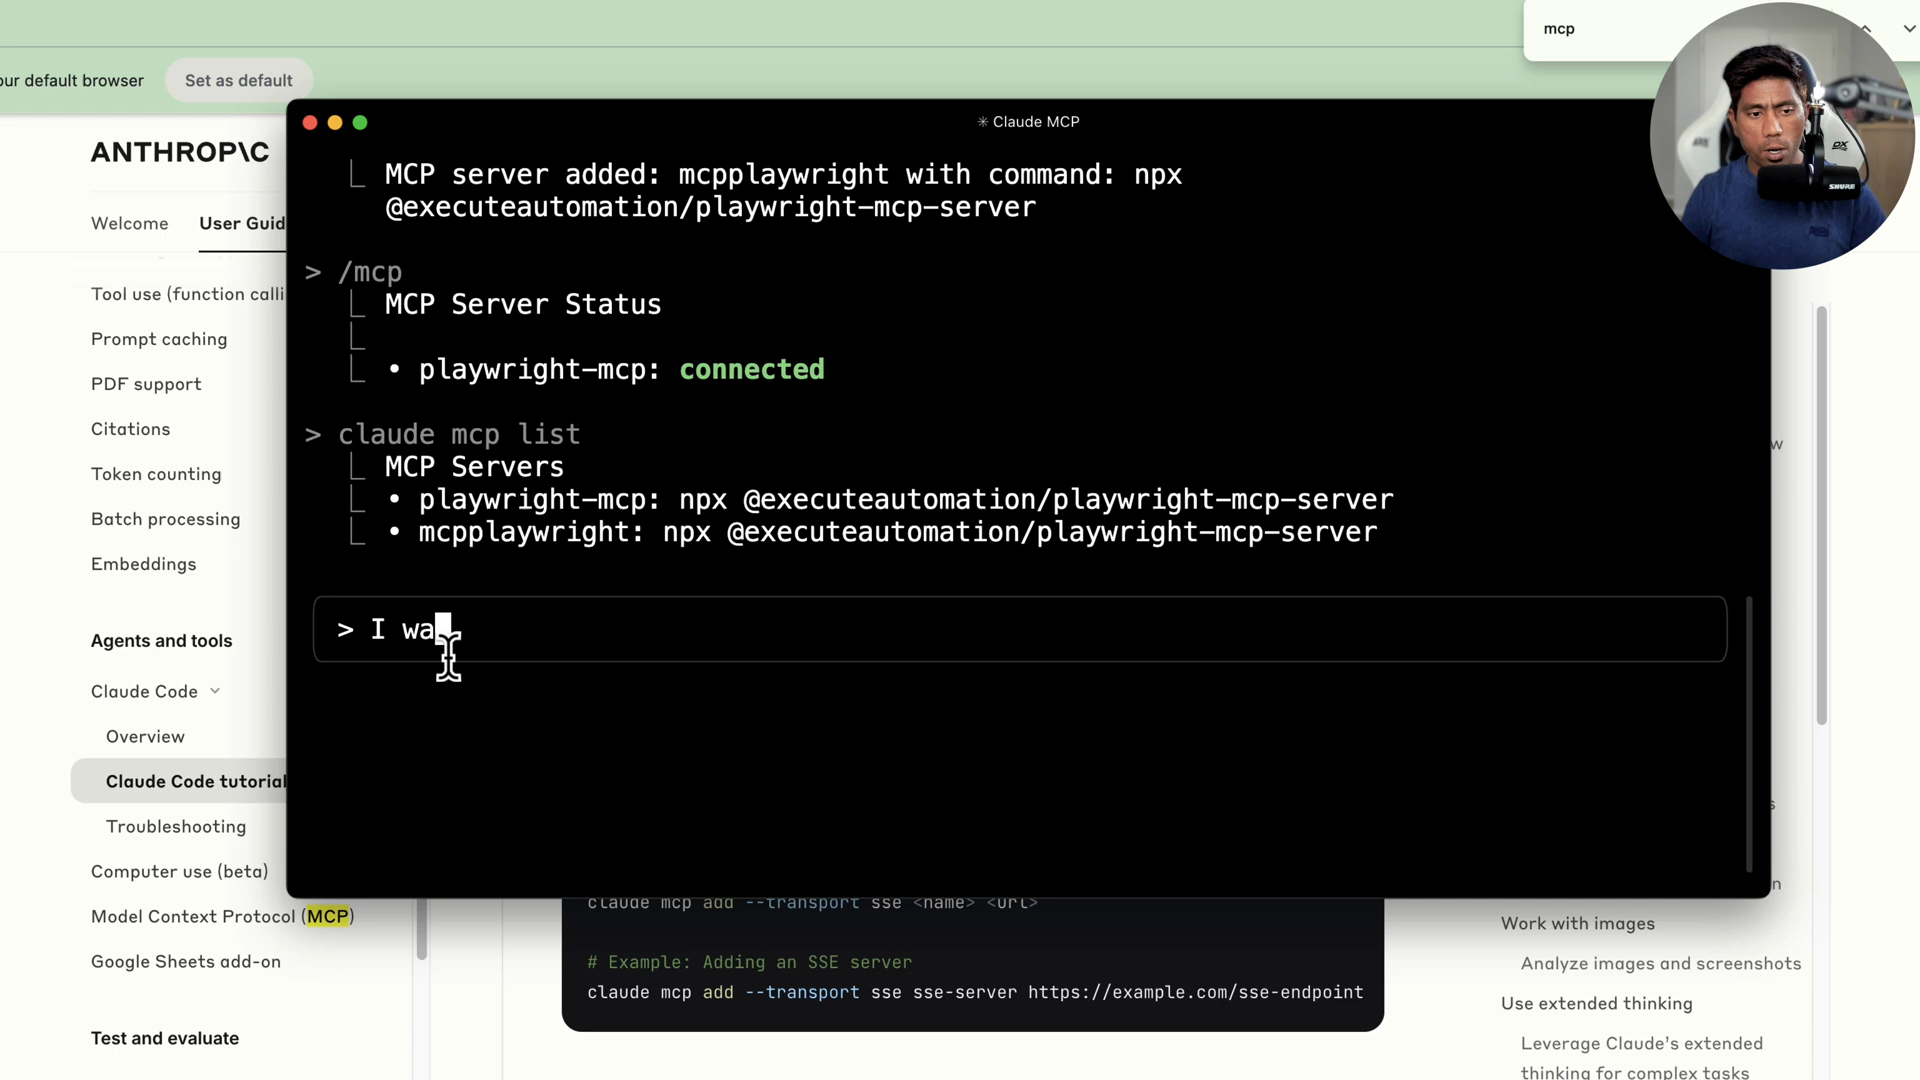 mcp
our default browser
Set as default
ANTHROP\C
Welcome
User Guid
Tool use (function calli
Prompt caching
PDF support
Citations
Token counting
Batch processing
Embeddings
Agents and tools
Claude Code
Overview
Claude Code tutorial
Troubleshooting
Computer use (beta)
Model Context Protocol (MCP)
Google Sheets add-on
Test and evaluate
✳ Claude MCP
MCP server added: mcpplaywright with command: npx
@executeautomation/playwright-mcp-server
> /mcp
MCP Server Status
• playwright-mcp: connected
> claude mcp list
MCP Servers
• playwright-mcp: npx @executeautomation/playwright-mcp-server
• mcpplaywright: npx @executeautomation/playwright-mcp-server
> I wa
claude mcp add --transport sse <name> <url>
# Example: Adding an SSE server
claude mcp add --transport sse sse-server https://example.com/sse-endpoint
w
s
n
Work with images
Analyze images and screenshots
Use extended thinking
Leverage Claude's extended
thinking for complex tasks
SHURE
DX